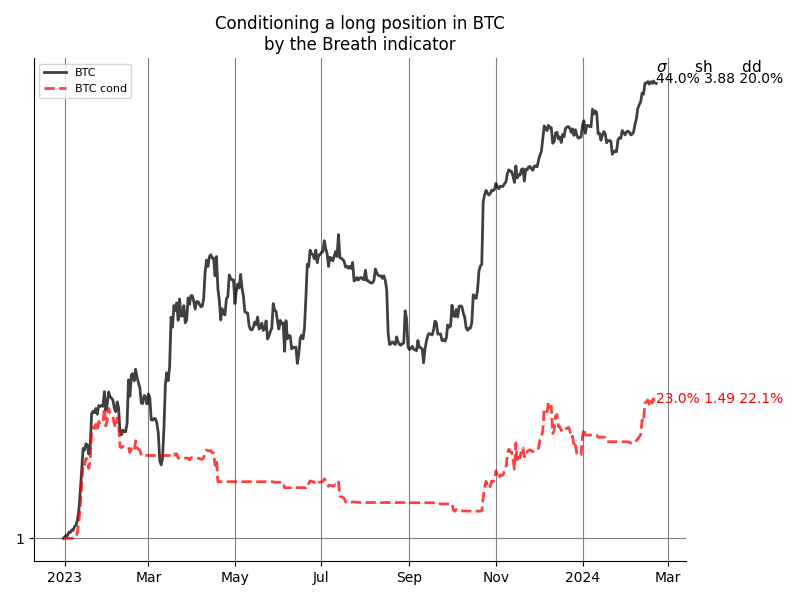 Conditioning a long position in BTC
by the Breath indicator
σ sh dd
44.0% 3.88 20.0%
BTC
BTC cond
23.0% 1.49 22.1%
1
2023 Mar May Jul Sep Nov 2024 Mar